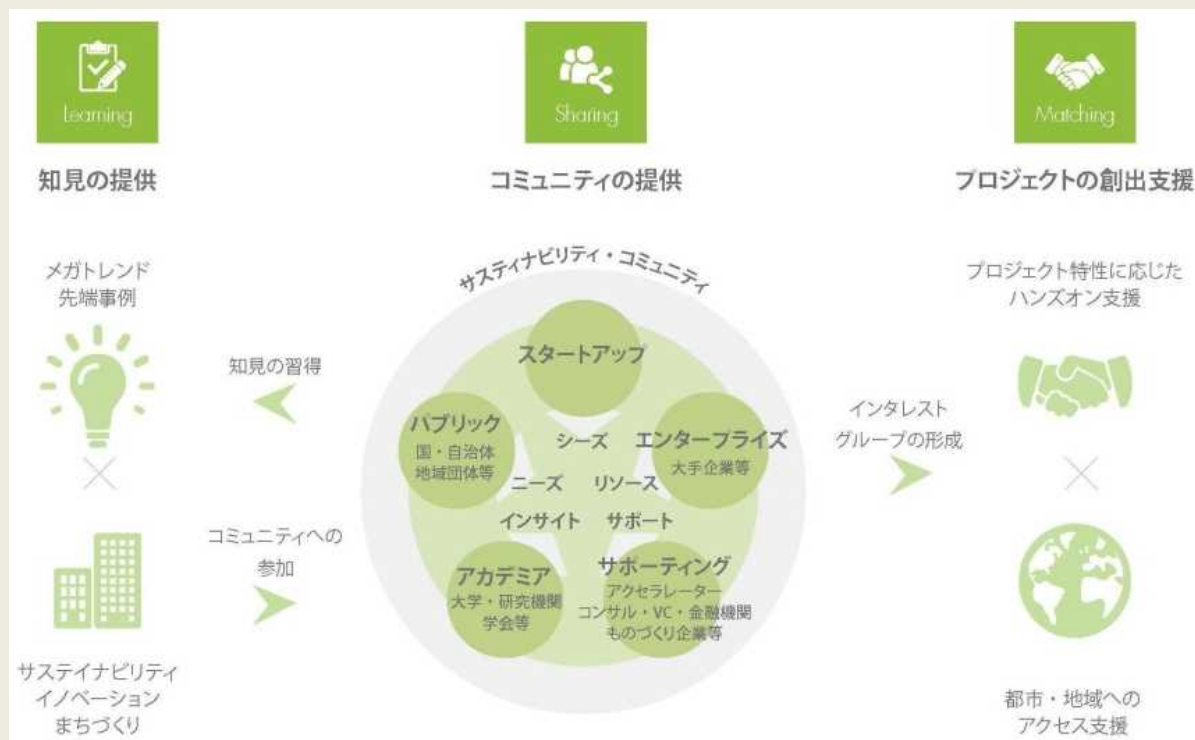 Learning
知見の提供
メガトレンド
先端事例
サステイナビリティ
イノベーション
まちづくり
知見の習得
コミュニティへの
参加
Sharing
コミュニティの提供
サスティナビリティ・コミュニティ
スタートアップ
パブリック
国・自治体
地域団体等
シーズ
エンタープライズ
大手企業等
ニーズ
リソース
インサイト
サポート
アカデミア
大学・研究機関
学会等
サポーティング
アクセラレーター
コンサル・VC・金融機関
ものづくり企業等
インタレスト
グループの形成
Matching
プロジェクトの創出支援
プロジェクト特性に応じた
ハンズオン支援
都市・地域への
アクセス支援